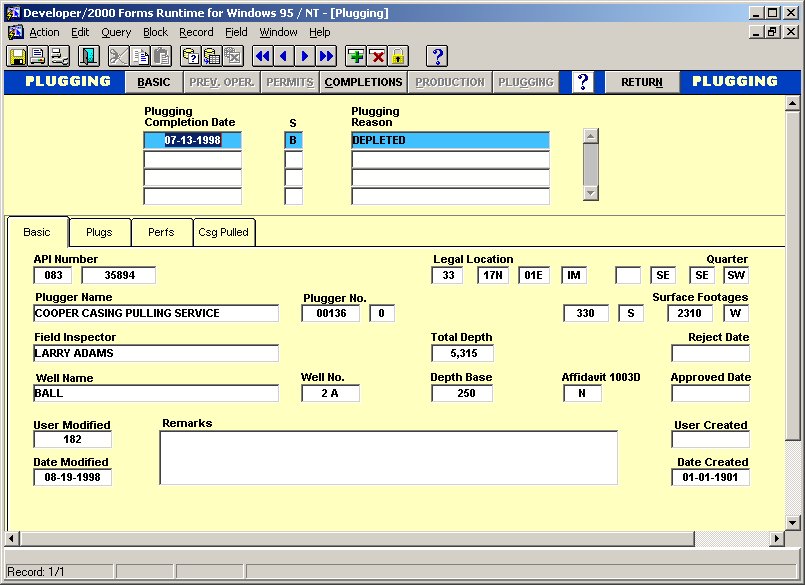 Developer/2000 Forms Runtime for Windows 95 / NT - [Plugging]
Action Edit Query Block Record Field Window Help
PLUGGING BASIC PREV. OPER. PERMITS COMPLETIONS PRODUCTION PLUGGING ? RETURN PLUGGING
Plugging Completion Date S Plugging Reason
07-13-1998 B DEPLETED
Basic Plugs Perfs Csg Pulled
API Number Legal Location Quarter
083 35894 33 17N 01E IM SE SE SW
Plugger Name Plugger No. Surface Footages
COOPER CASING PULLING SERVICE 00136 0 330 S 2310 W
Field Inspector Total Depth Reject Date
LARRY ADAMS 5,315
Well Name Well No. Depth Base Affidavit 1003D Approved Date
BALL 2 A 250 N
User Modified Remarks User Created
182
Date Modified Date Created
08-19-1998 01-01-1901
Record: 1/1